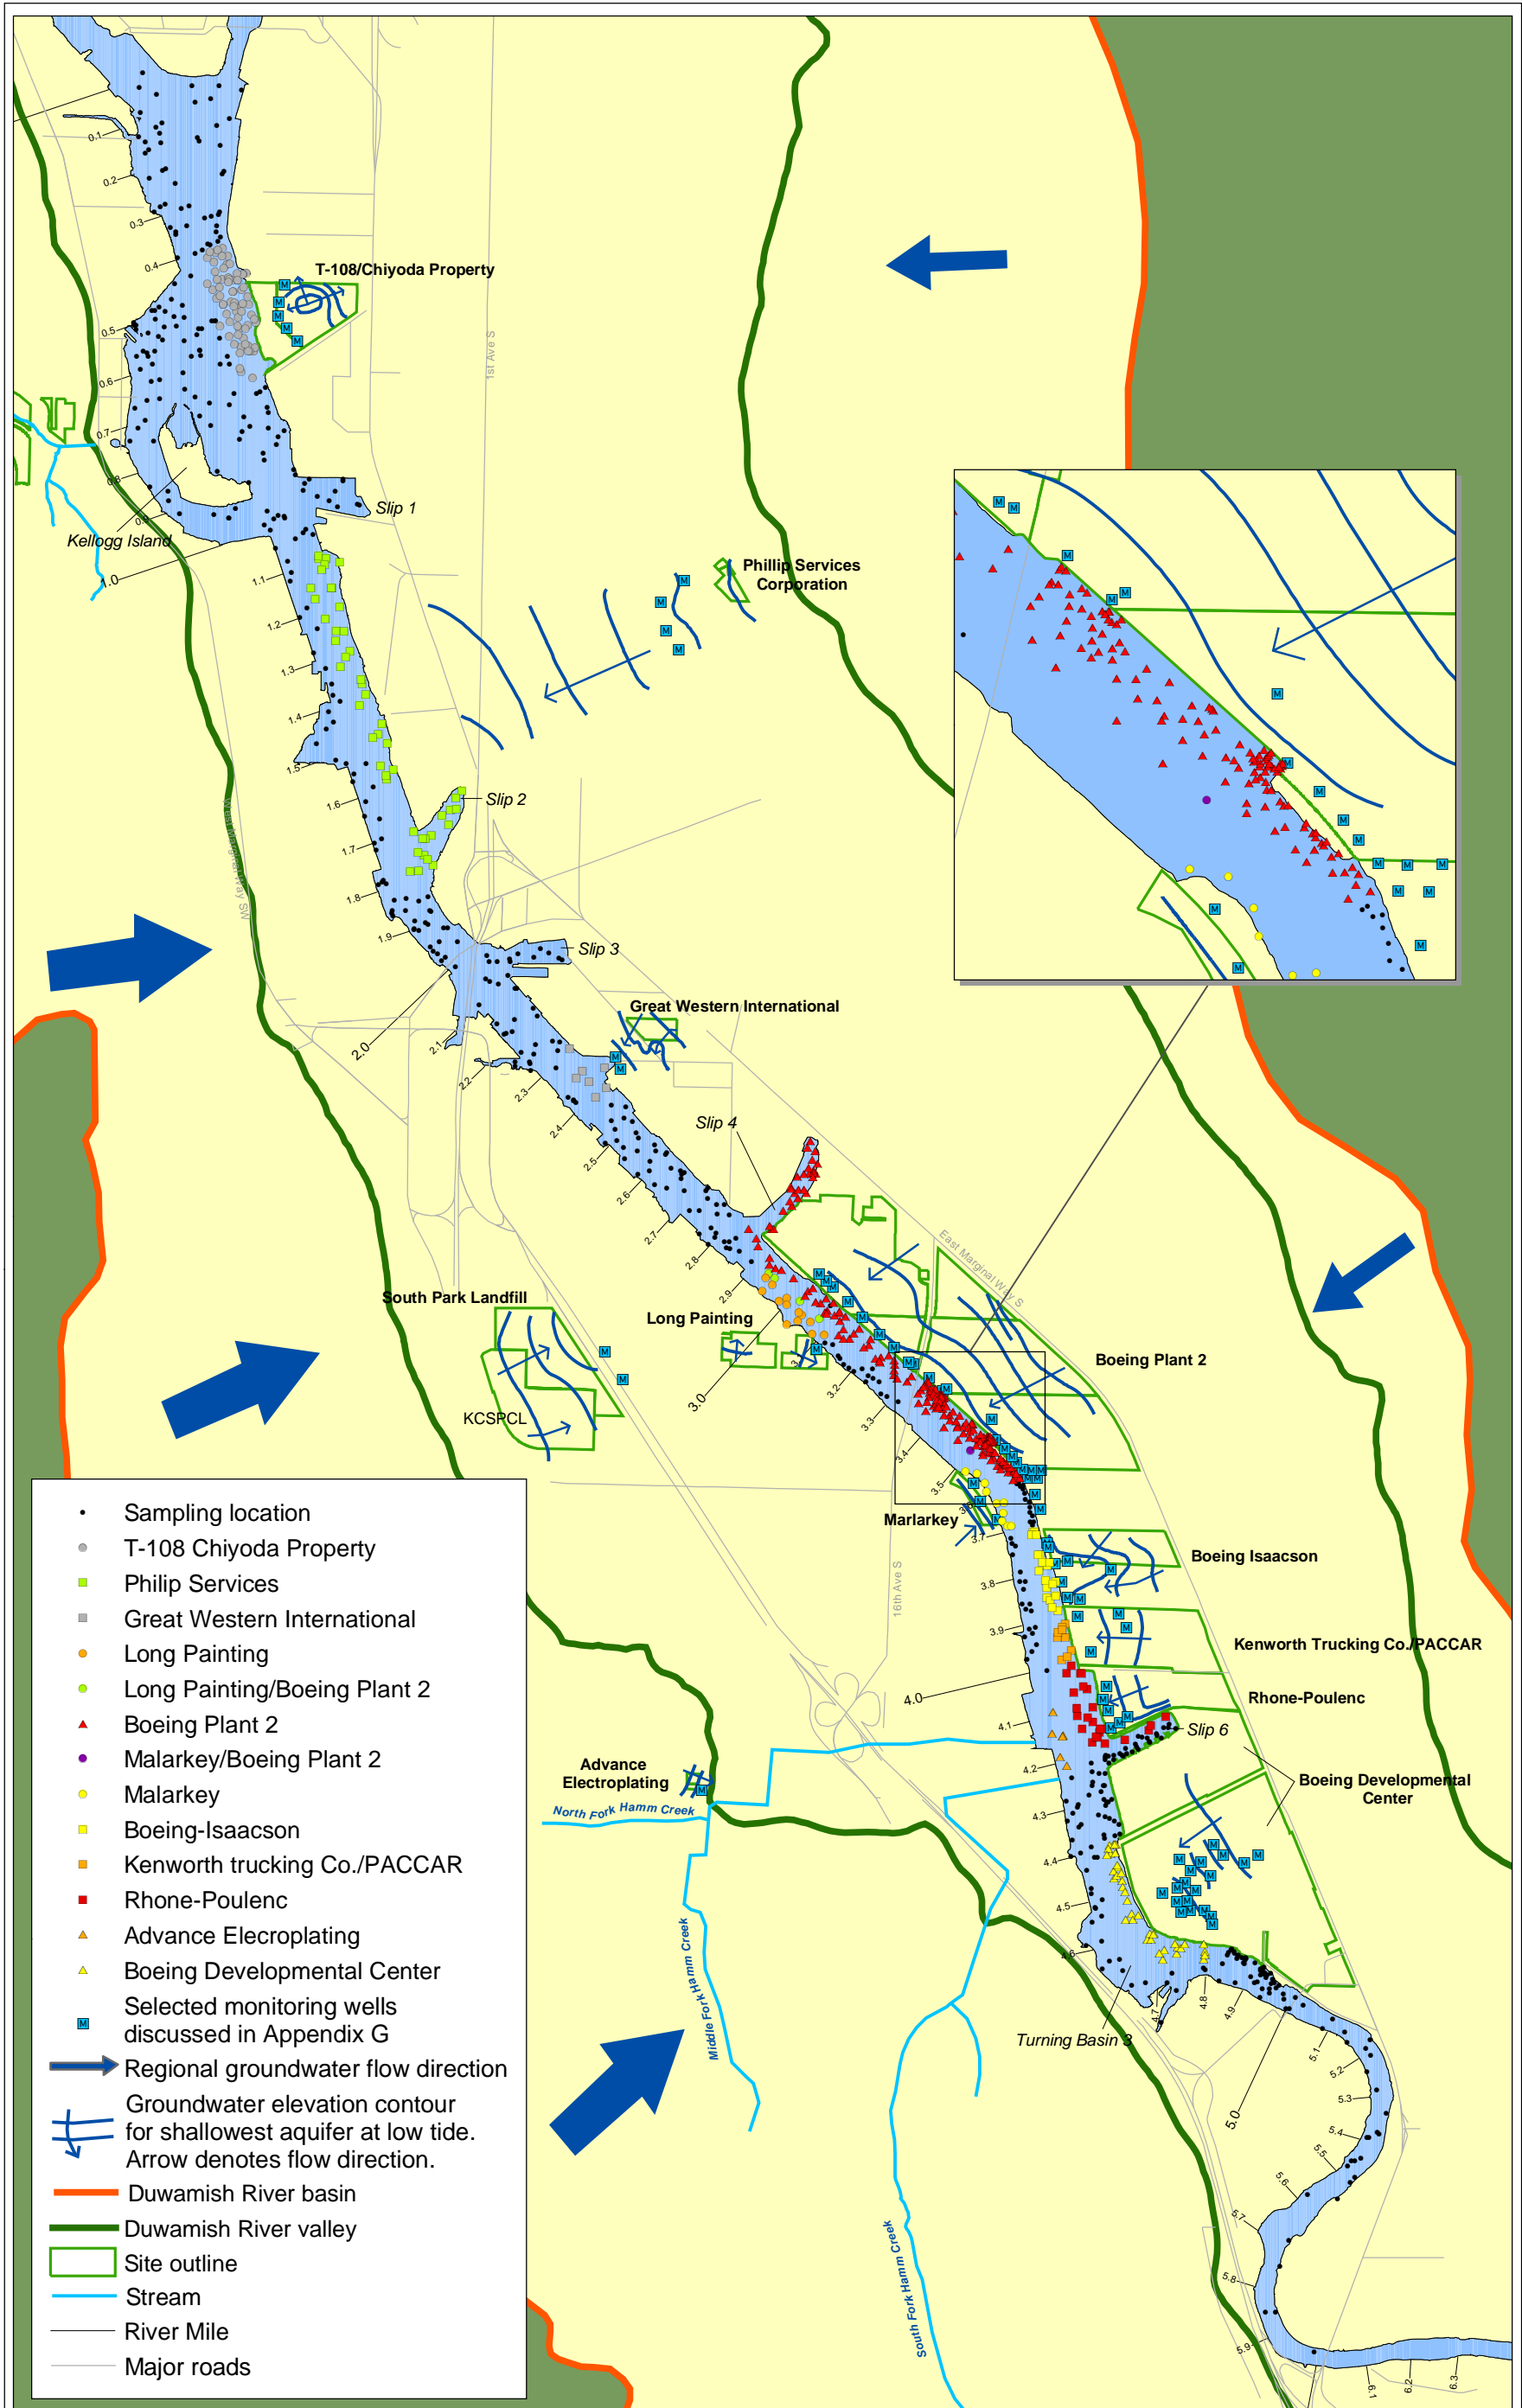 0.1
0.2
0.3
0.4
T-108/Chiyoda Property
0.5
1st Ave S
0.6
0.7
0.8
0.9
Slip 1
Kellogg Island
1.0
1.1
Phillip Services
Corporation
1.2
1.3
1.4
1.5
1.6
Slip 2
1.7
West Marginal Way SW
1.8
1.9
Slip 3
2.0
2.1
Great Western International
2.2
2.3
2.4
2.5
2.6
Slip 4
2.7
2.8
2.9
East Marginal Way S
South Park Landfill
Long Painting
3.0
3.1
3.2
3.3
3.4
3.5
3.6
3.7
Boeing Plant 2
KCSPCL
Marlarkey
16th Ave S
Boeing Isaacson
3.8
3.9
Kenworth Trucking Co./PACCAR
4.0
Rhone-Poulenc
4.1
Slip 6
4.2
Advance
Electroplating
North Fork Hamm Creek
Boeing Developmental
Center
4.3
4.4
4.5
4.6
Middle Fork Hamm Creek
4.7
4.8
4.9
Turning Basin 3
5.0
5.1
5.2
5.3
5.4
5.5
5.6
5.7
5.8
5.9
South Fork Hamm Creek
6.1
6.2
6.3
Sampling location
T-108 Chiyoda Property
Philip Services
Great Western International
Long Painting
Long Painting/Boeing Plant 2
Boeing Plant 2
Malarkey/Boeing Plant 2
Malarkey
Boeing-Isaacson
Kenworth trucking Co./PACCAR
Rhone-Poulenc
Advance Elecroplating
Boeing Developmental Center
M Selected monitoring wells
discussed in Appendix G
Regional groundwater flow direction
Groundwater elevation contour
for shallowest aquifer at low tide.
Arrow denotes flow direction.
Duwamish River basin
Duwamish River valley
Site outline
Stream
River Mile
Major roads